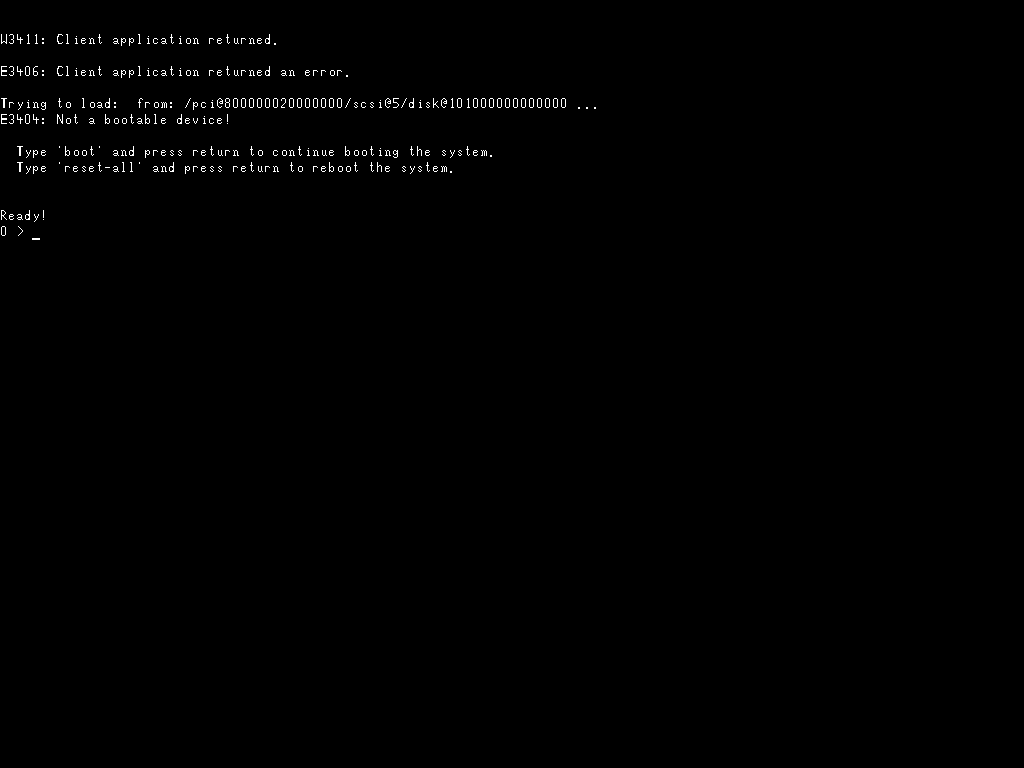 W3411: Client application returned.
E3406: Client application returned an error.
Trying to load:  from: /pci@800000020000000/scsi@5/disk@101000000000000 ...
E3404: Not a bootable device!
  Type 'boot' and press return to continue booting the system.
  Type 'reset-all' and press return to reboot the system.
Ready!
0 > _